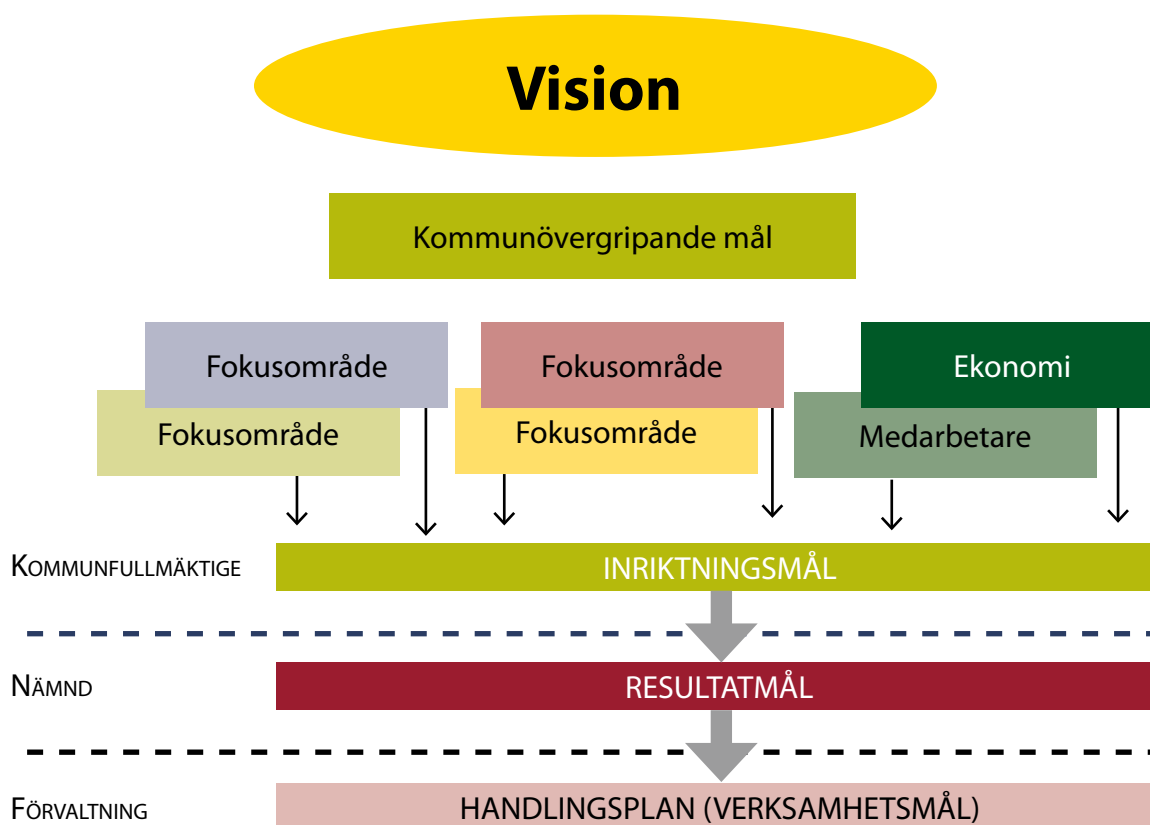 Vision
Kommunövergripande mål
Fokusområde
Fokusområde
Ekonomi
Fokusområde
Fokusområde
Medarbetare
KOMMUNFULLMÄKTIGE
INRIKTNINGSMÅL
NÄMND
RESULTATMÅL
FÖRVALTNING
HANDLINGSPLAN (VERKSAMHETSMÅL)